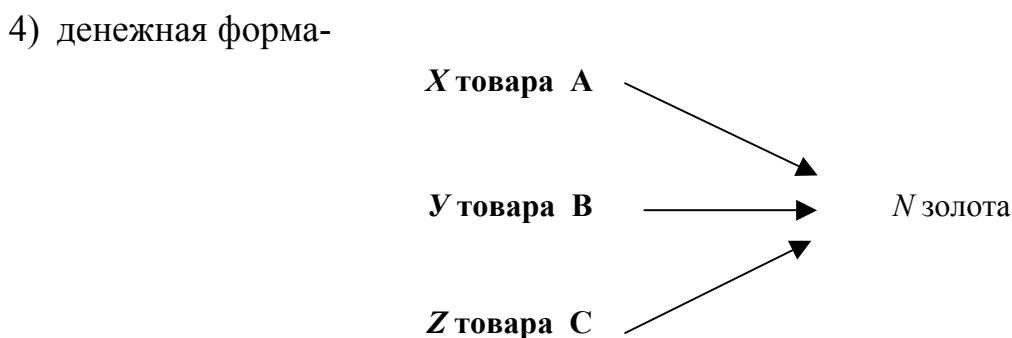 4) денежная форма-
X товара А
У товара В
N золота
Z товара С